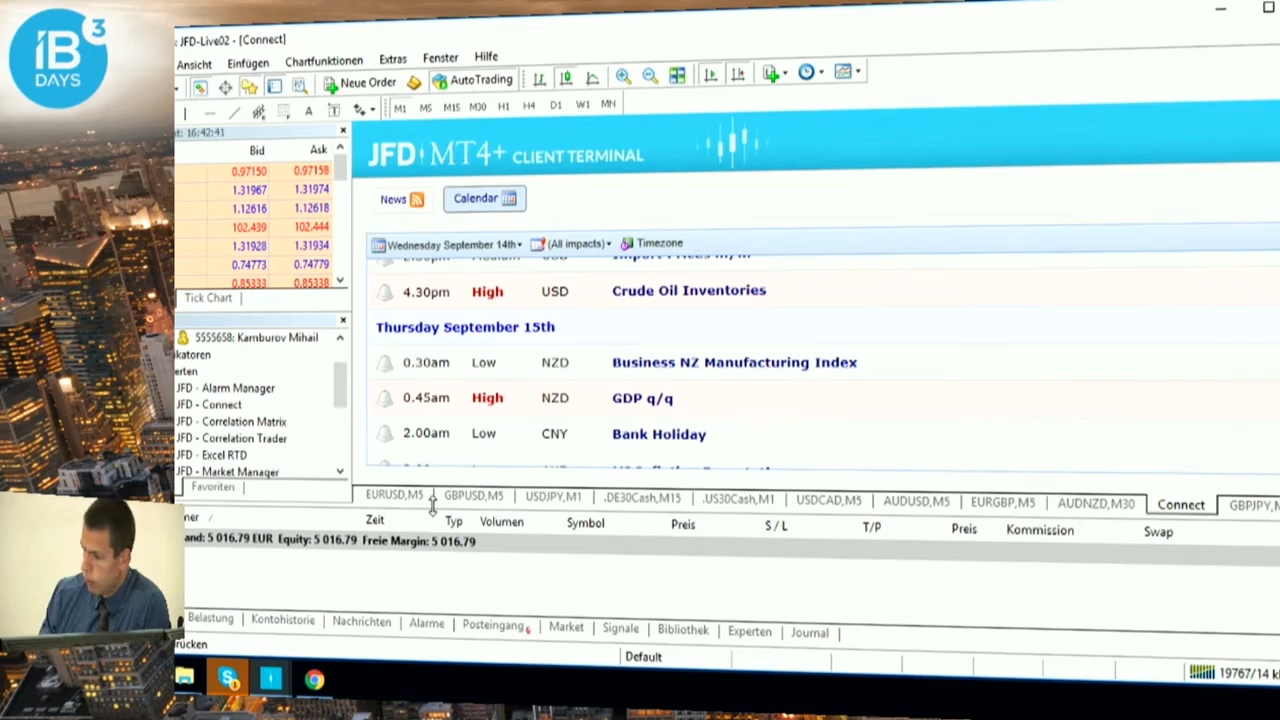 iB 3
DAYS
: JFD-Live02 - [Connect]
Ansicht Einfügen Chartfunktionen Extras Fenster Hilfe
Neue Order AutoTrading
A T M1 M5 M15 M30 H1 H4 D1 W1 MN
t: 16:42:41
Bid Ask
0.97150 0.97158
1.31967 1.31974
1.12616 1.12618
102.439 102.444
1.31928 1.31934
0.74773 0.74779
0.85333 0.85338
Tick Chart
5555658: Kamburov Mihail
ikatoren
erten
JFD - Alarm Manager
JFD - Connect
JFD - Correlation Matrix
JFD - Correlation Trader
JFD - Excel RTD
JFD - Market Manager
Favoriten
JFD MT4+ CLIENT TERMINAL
News Calendar
Wednesday September 14th (All impacts) Timezone
4.30pm High USD Crude Oil Inventories
Thursday September 15th
0.30am Low NZD Business NZ Manufacturing Index
0.45am High NZD GDP q/q
2.00am Low CNY Bank Holiday
EURUSD,M5 GBPUSD,M5 USDJPY,M1 .DE30Cash,M15 .US30Cash,M1 USDCAD,M5 AUDUSD,M5 EURGBP,M5 AUDNZD,M30 Connect GBPJPY,M
mer / Zeit Typ Volumen Symbol Preis S / L T/P Preis Kommission Swap
and: 5 016.79 EUR Equity: 5 016.79 Freie Margin: 5 016.79
Belastung Kontohistorie Nachrichten Alarme Posteingang 6 Market Signale Bibliothek Experten Journal
rücken Default 19767/14 k